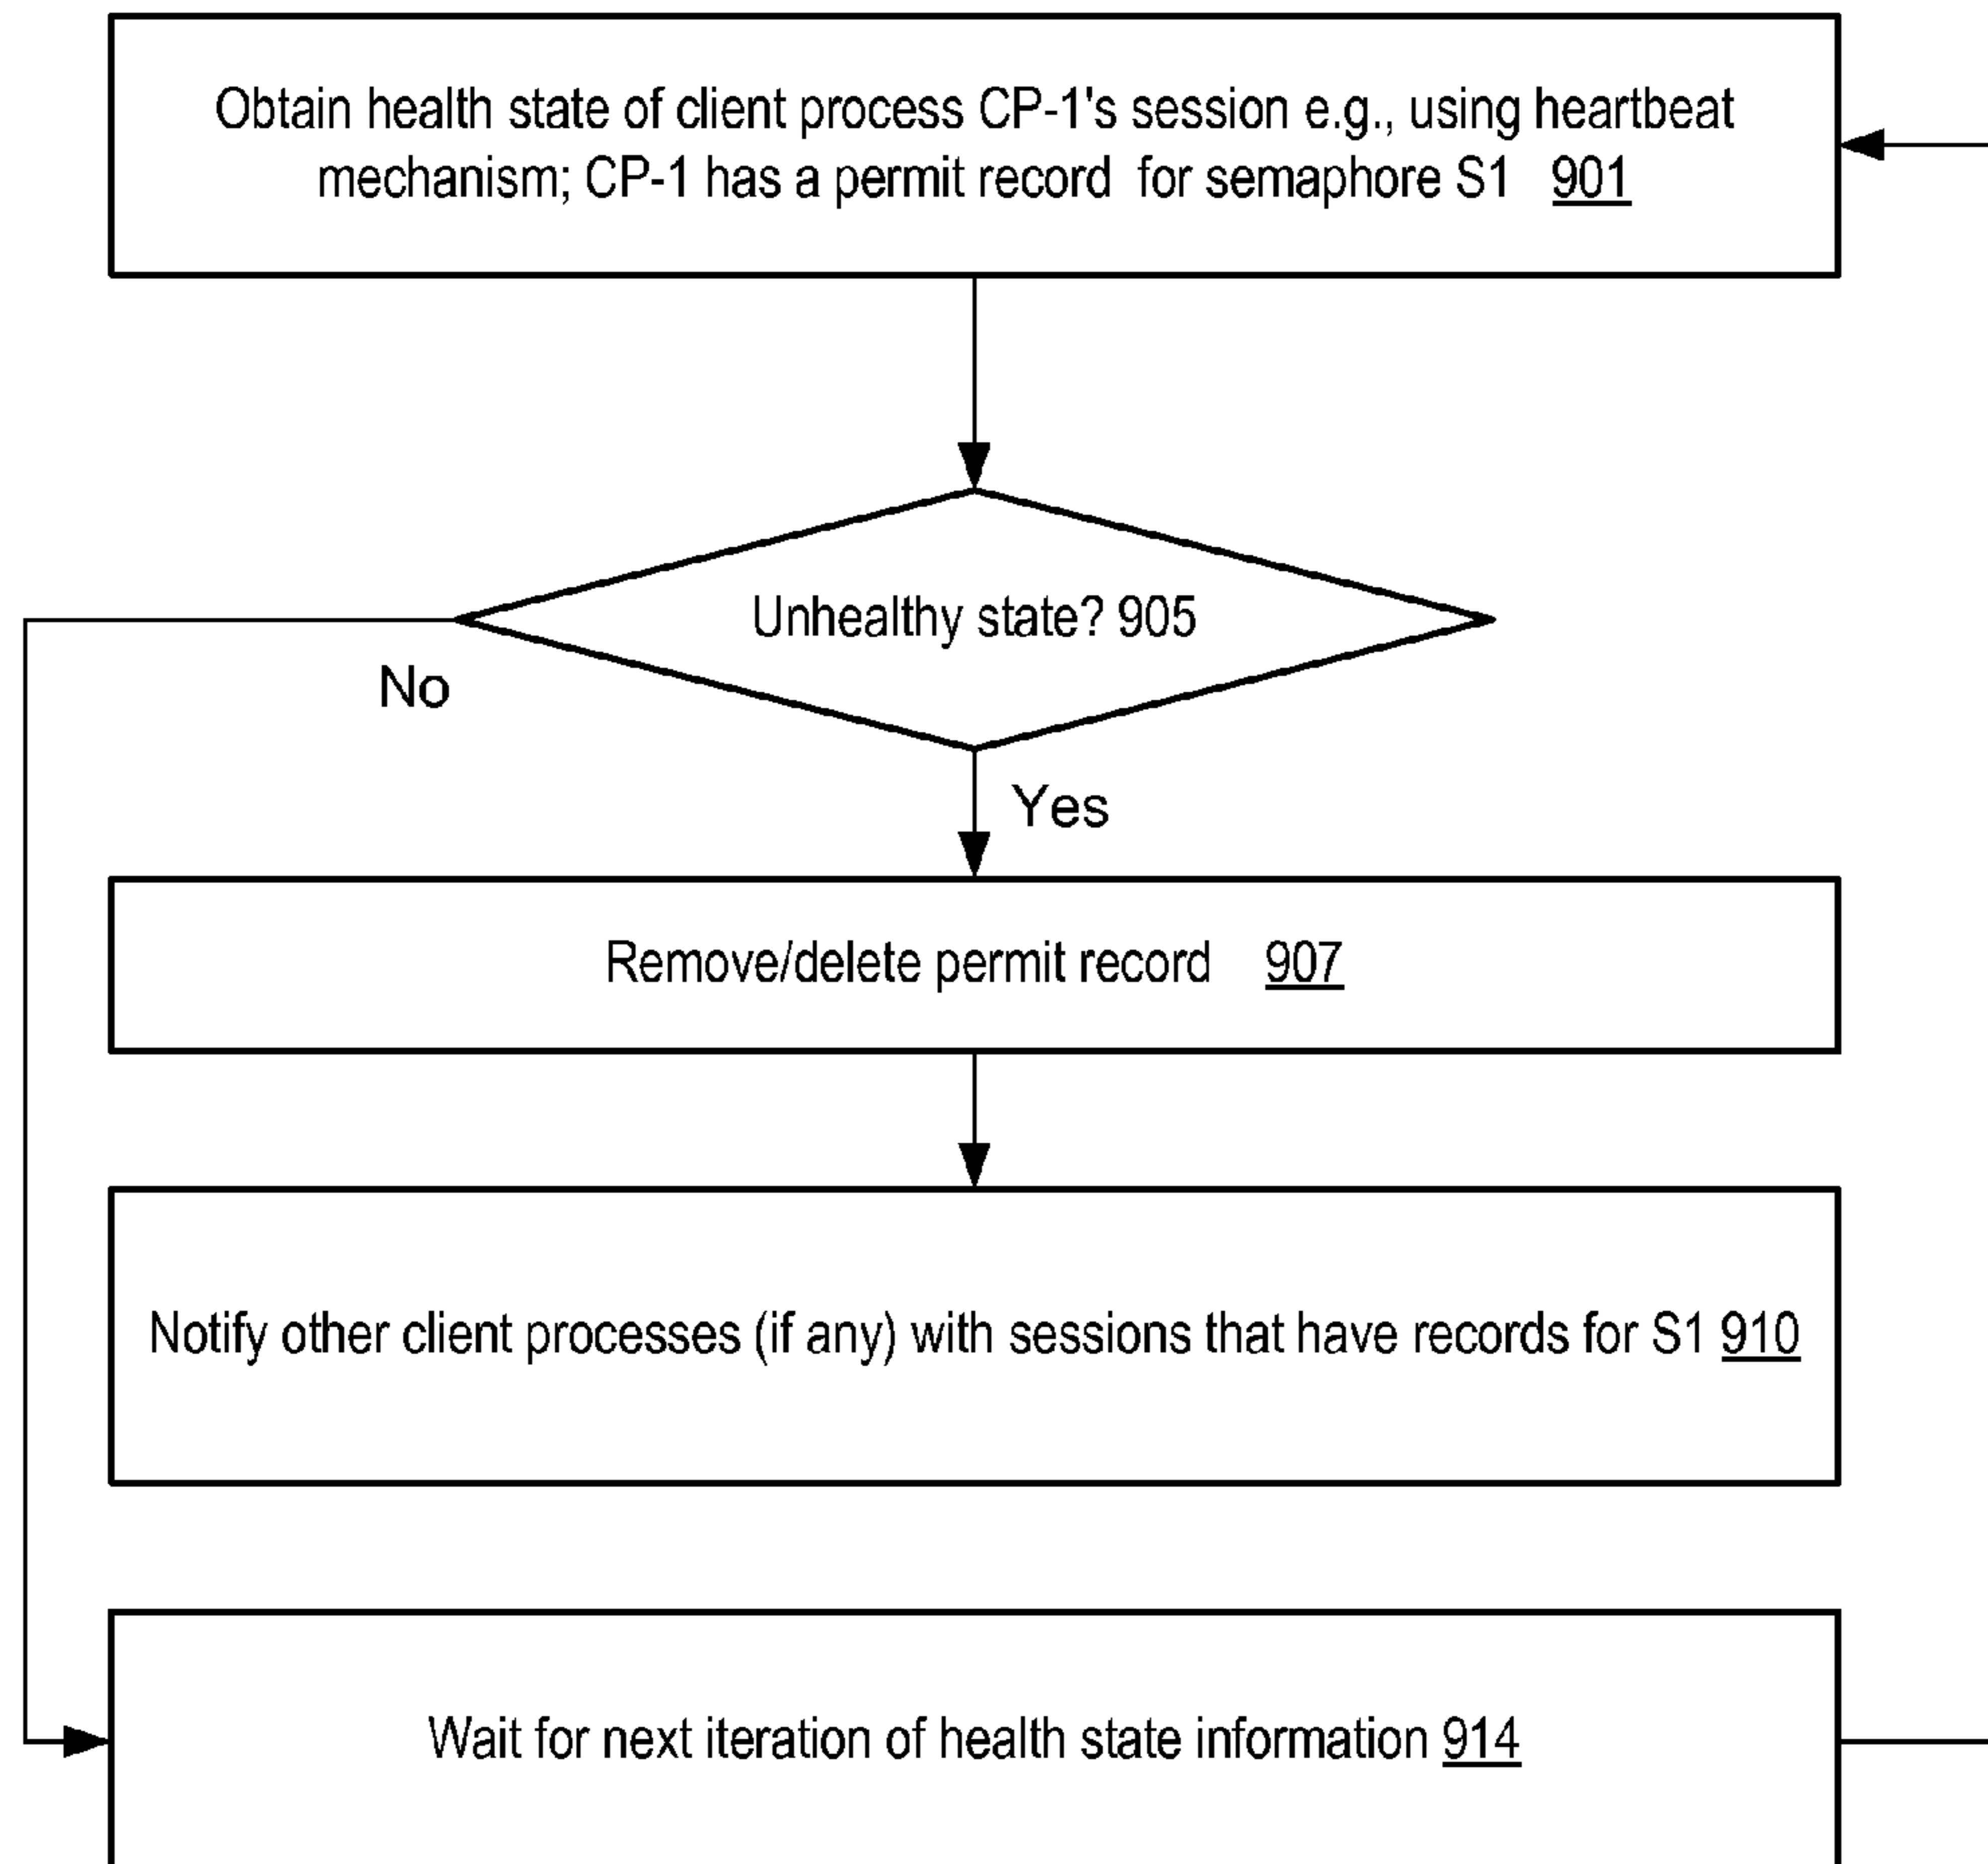 Obtain health state of client process CP-1's session e.g., using heartbeat
mechanism; CP-1 has a permit record for semaphore S1 901
Unhealthy state? 905
No
Yes
Remove/delete permit record 907
Notify other client processes (if any) with sessions that have records for S1 910
Wait for next iteration of health state information 914